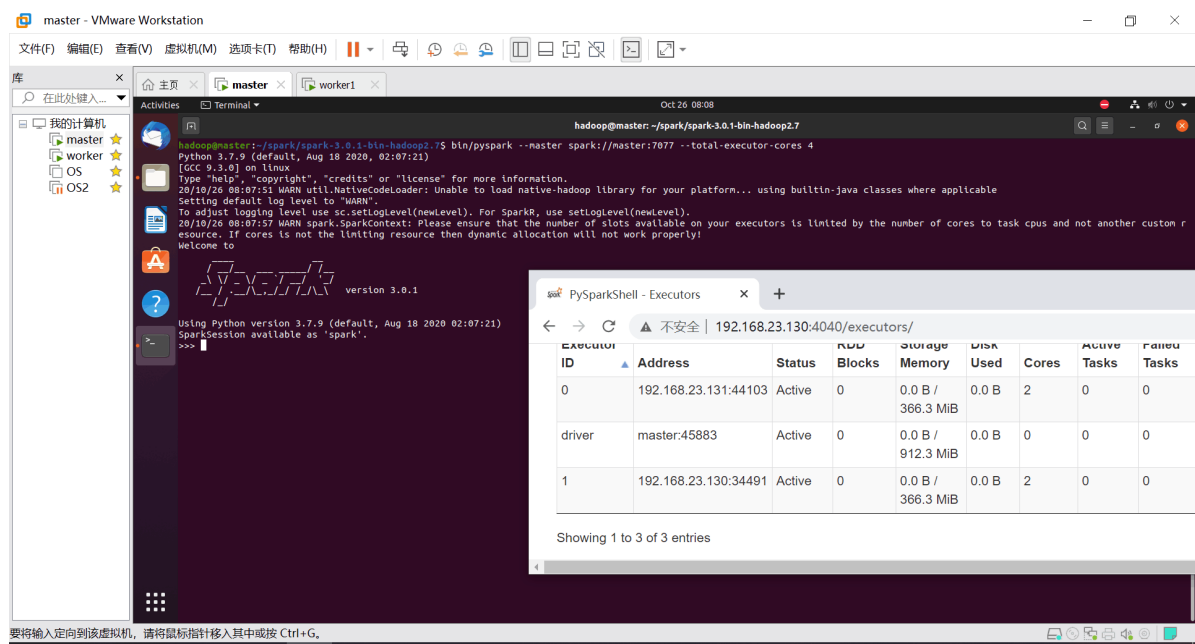 master - VMware Workstation
文件(F) 编辑(E) 查看(V) 虚拟机(M) 选项卡(T) 帮助(H)
库
在此处键入...
我的计算机
master
worker
OS
OS2
主页 master worker1
Activities Terminal Oct 26 08:08
hadoop@master: ~/spark/spark-3.0.1-bin-hadoop2.7
hadoop@master:~/spark/spark-3.0.1-bin-hadoop2.7$ bin/pyspark --master spark://master:7077 --total-executor-cores 4
Python 3.7.9 (default, Aug 18 2020, 02:07:21)
[GCC 9.3.0] on linux
Type "help", "copyright", "credits" or "license" for more information.
20/10/26 08:07:51 WARN util.NativeCodeLoader: Unable to load native-hadoop library for your platform... using builtin-java classes where applicable
Setting default log level to "WARN".
To adjust logging level use sc.setLogLevel(newLevel). For SparkR, use setLogLevel(newLevel).
20/10/26 08:07:57 WARN spark.SparkContext: Please ensure that the number of slots available on your executors is limited by the number of cores to task cpus and not another custom r
esource. If cores is not the limiting resource then dynamic allocation will not work properly!
Welcome to
Spark version 3.0.1
Using Python version 3.7.9 (default, Aug 18 2020 02:07:21)
SparkSession available as 'spark'.
>>>
PySparkShell - Executors
不安全 | 192.168.23.130:4040/executors/
Executor RDD Storage Disk Active Failed
ID Address Status Blocks Memory Used Cores Tasks Tasks
0 192.168.23.131:44103 Active 0 0.0 B / 0.0 B 2 0 0
366.3 MiB
driver master:45883 Active 0 0.0 B / 0.0 B 0 0 0
912.3 MiB
1 192.168.23.130:34491 Active 0 0.0 B / 0.0 B 2 0 0
366.3 MiB
Showing 1 to 3 of 3 entries
要将输入定向到该虚拟机，请将鼠标指针移入其中或按 Ctrl+G。